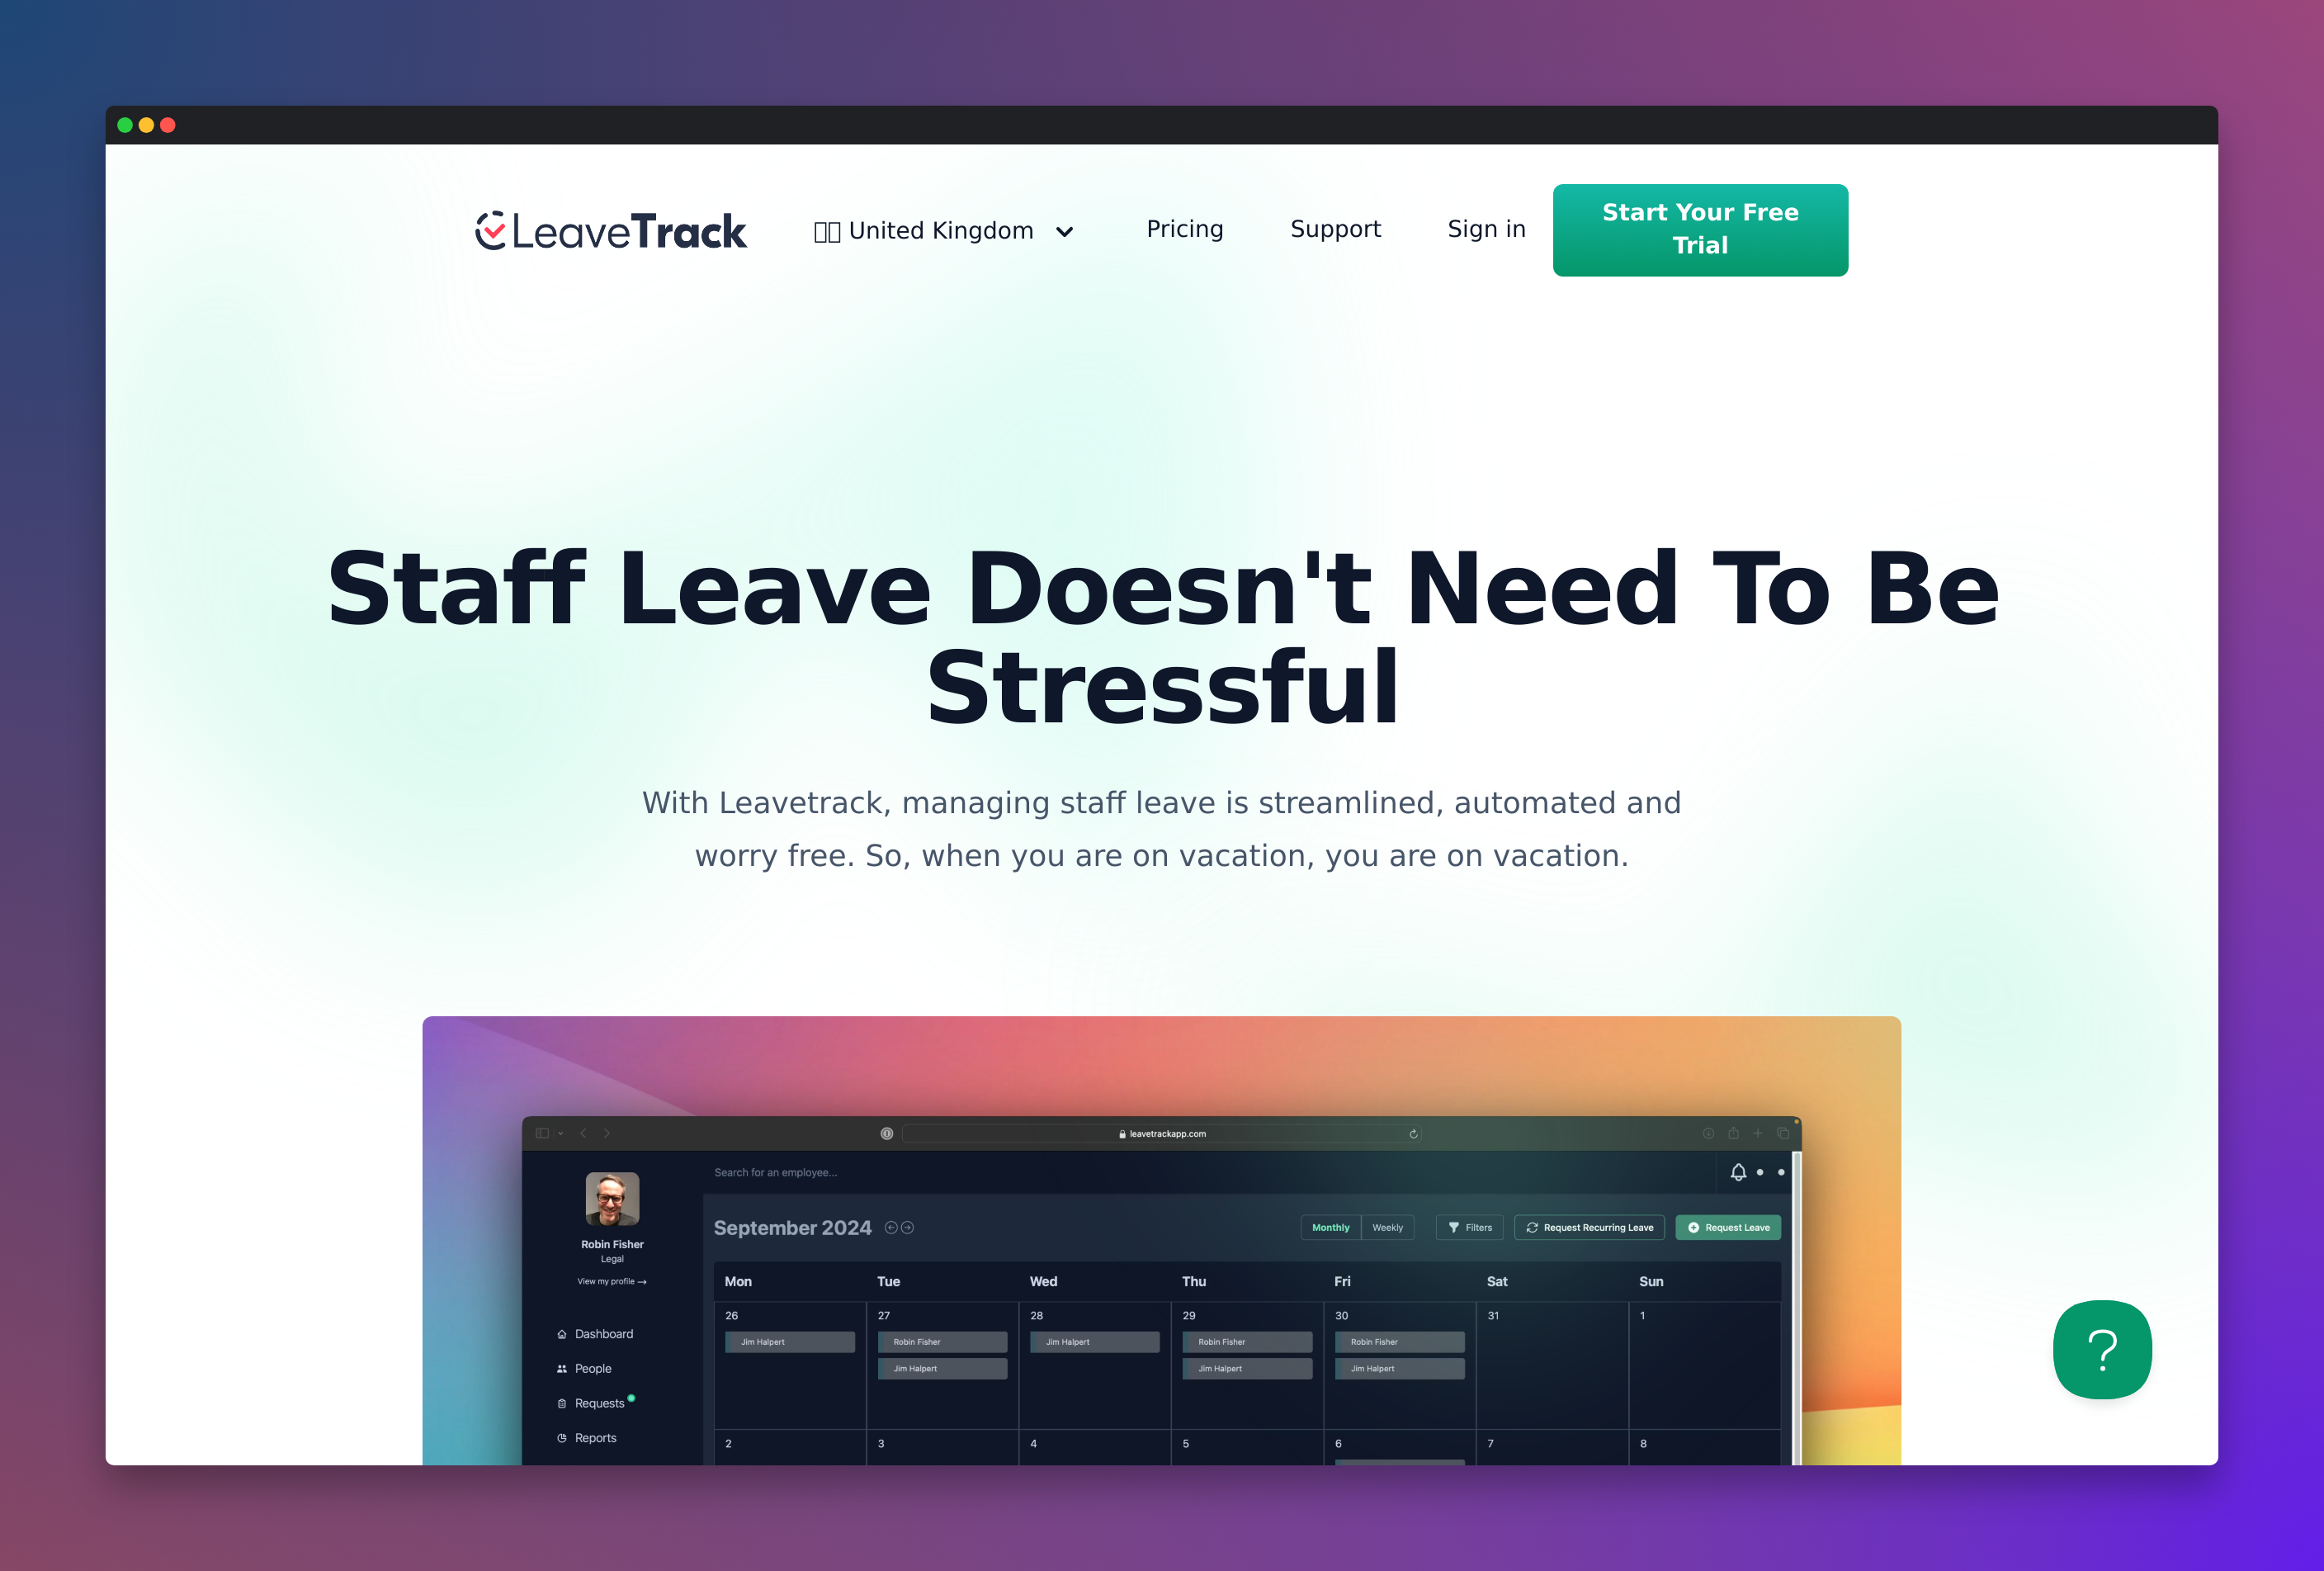 LeaveTrack
United Kingdom
Pricing
Support
Sign in
Start Your Free
Trial
Staff Leave Doesn't Need To Be
Stressful
With Leavetrack, managing staff leave is streamlined, automated and
worry free. So, when you are on vacation, you are on vacation.
leavetrackapp.com
Search for an employee...
Robin Fisher
Legal
View my profile →
Dashboard
People
Requests
Reports
September 2024
Monthly
Weekly
Filters
Request Recurring Leave
Request Leave
Mon Tue Wed Thu Fri Sat Sun
26 27 28 29 30 31 1
Jim Halpert Robin Fisher Jim Halpert Robin Fisher Robin Fisher
Jim Halpert Jim Halpert Jim Halpert
2 3 4 5 6 7 8
?